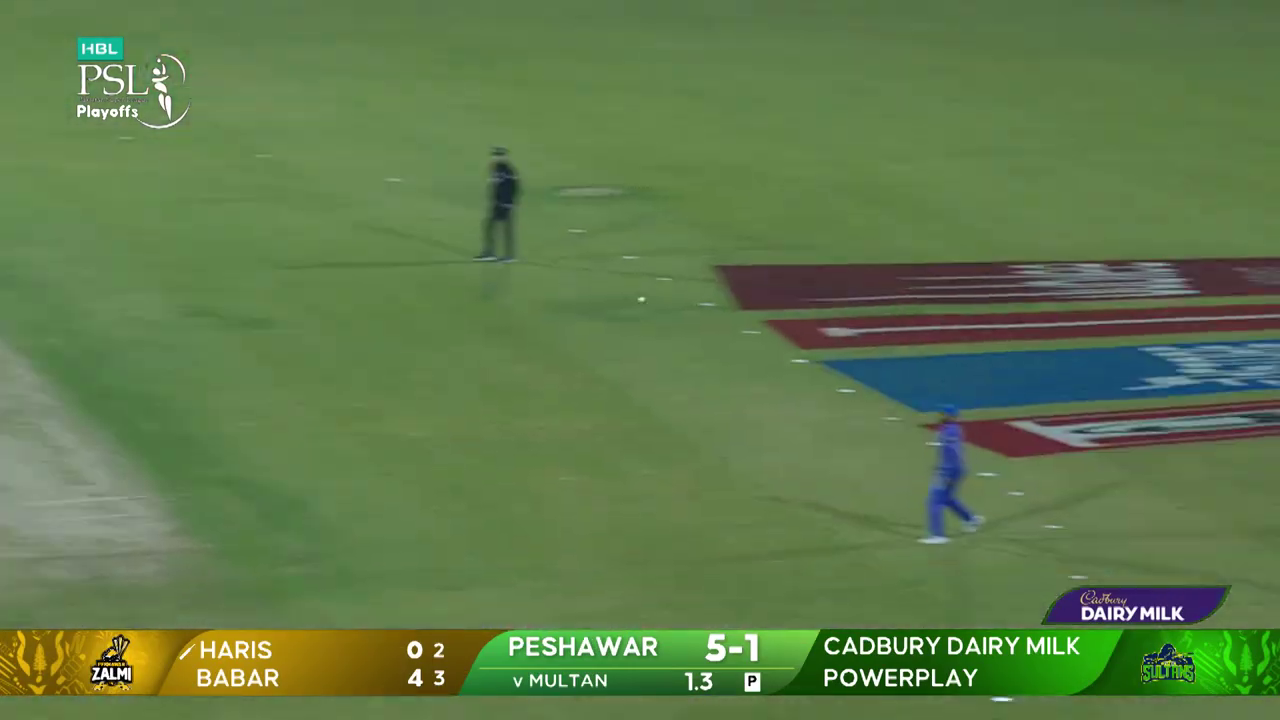 HBL
PSL
Playoffs
Cadbury
DAIRY MILK
HARIS 0 2
BABAR 4 3
PESHAWAR 5-1
v MULTAN 1.3 P
CADBURY DAIRY MILK
POWERPLAY
ZALMI
SULTANS